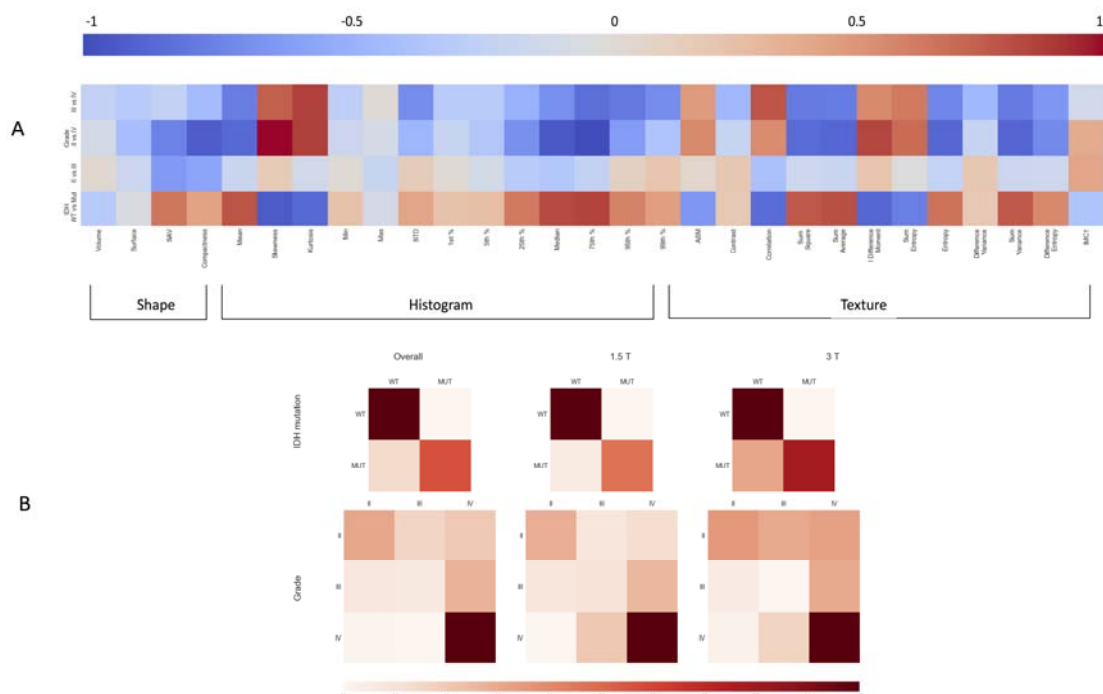 -1 -0.5 0 0.5 1
A
III vs IV
Grade
II vs IV
II vs III
IDH
WT vs Mut
Volume
Surface
SAV
Compactness
Mean
Skewness
Kurtosis
Min
Max
STD
1st %
5th %
25th %
Median
75th %
95th %
99th %
ASM
Contrast
Correlation
Sum
Square
Sum
Average
I Difference
Moment
Sum
Entropy
Entropy
Difference
Variance
Sum
Variance
Difference
Entropy
IMC1
Shape Histogram Texture
Overall 1.5 T 3 T
WT MUT WT MUT WT MUT
IDH mutation
WT WT WT
MUT MUT MUT
B
II III IV II III IV II III IV
Grade
II II II
III III III
IV IV IV